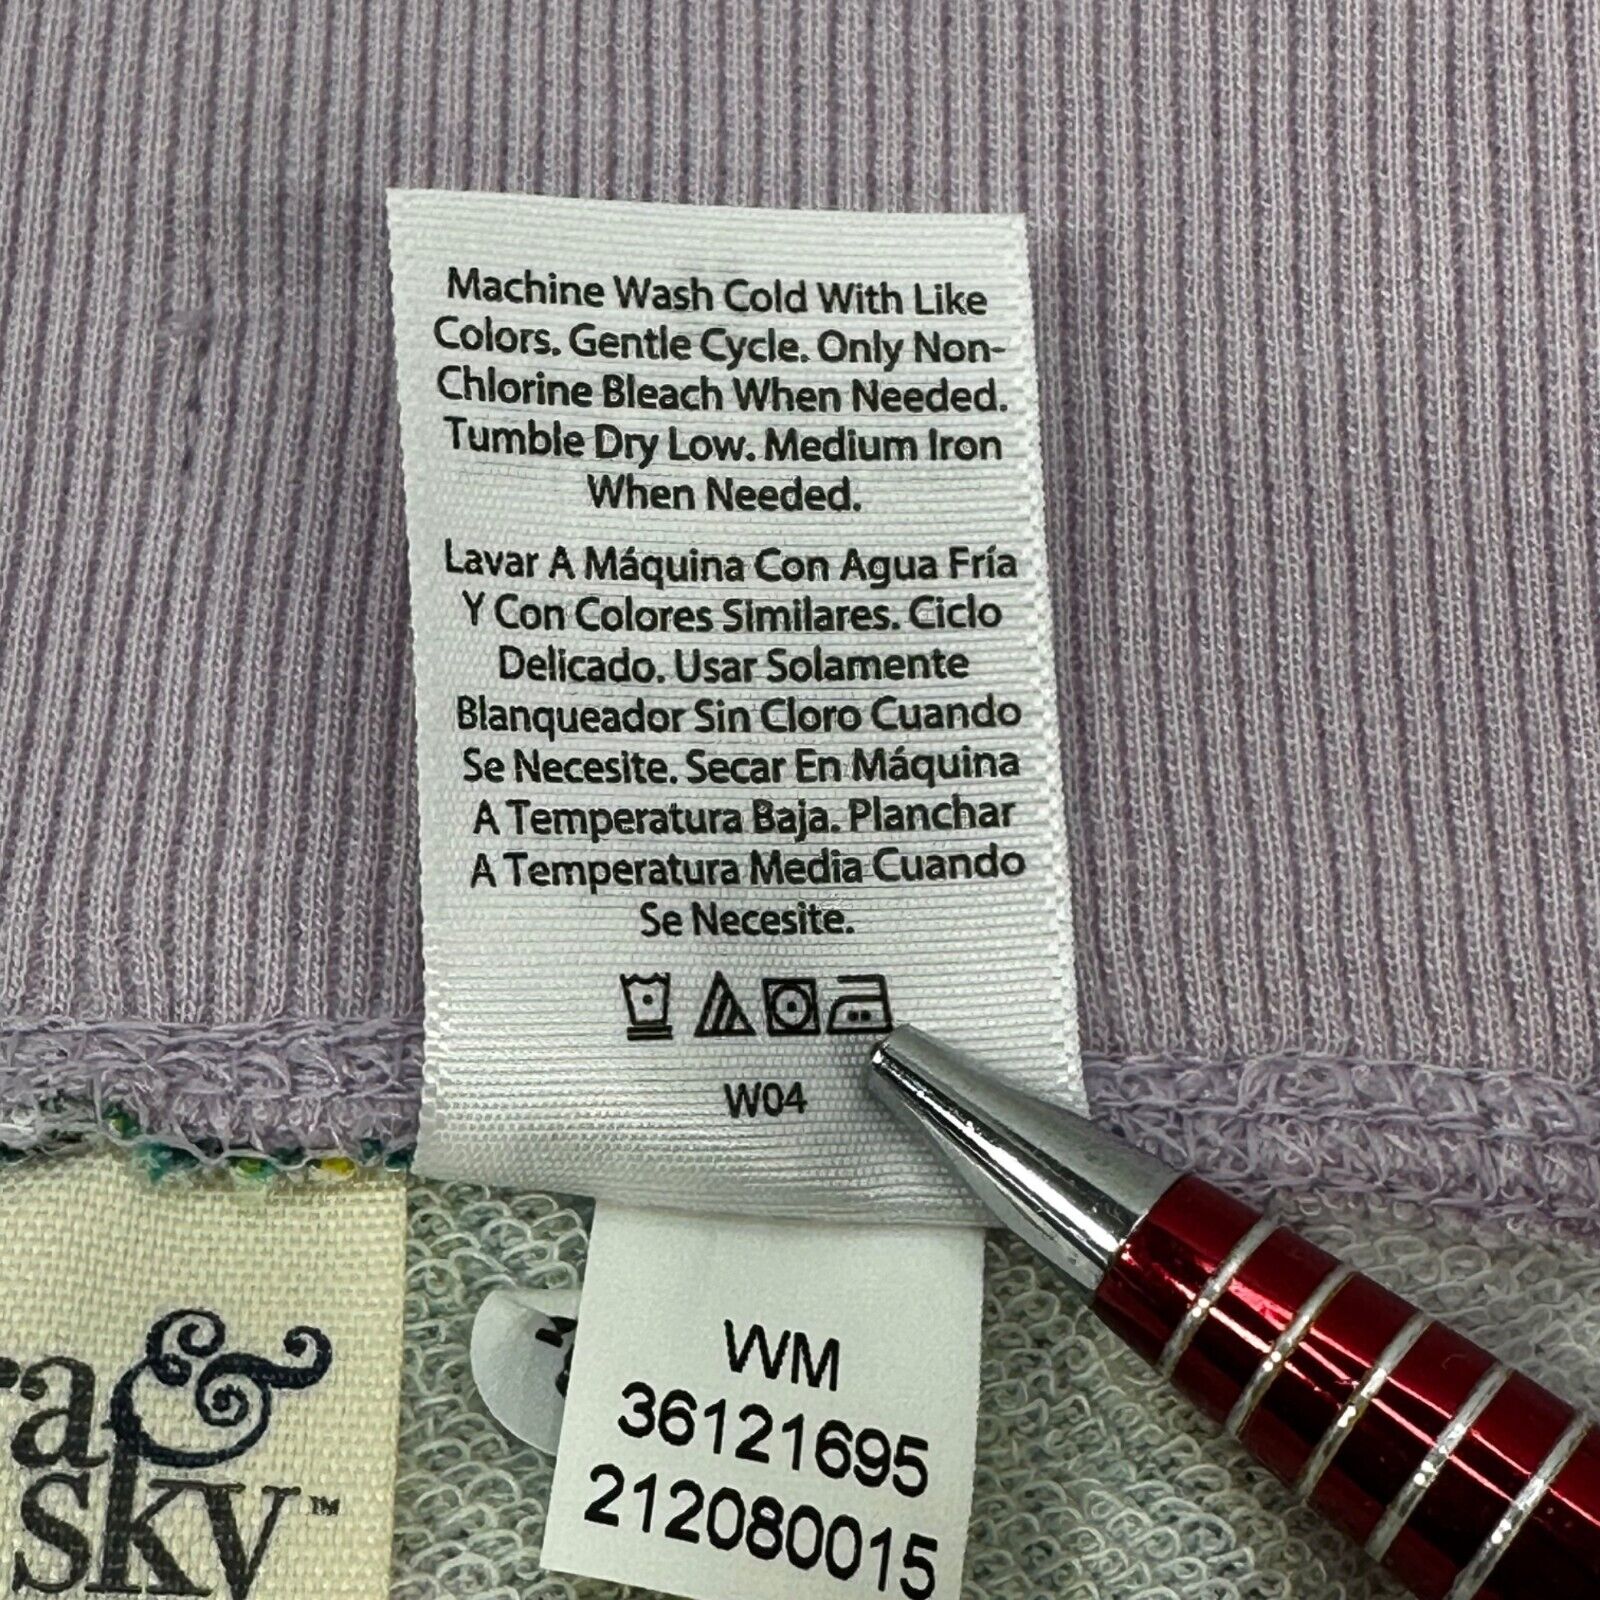 Machine Wash Cold With Like
Colors. Gentle Cycle. Only Non-
Chlorine Bleach When Needed.
Tumble Dry Low. Medium Iron
When Needed.
Lavar A Máquina Con Agua Fría
Y Con Colores Similares. Ciclo
Delicado. Usar Solamente
Blanqueador Sin Cloro Cuando
Se Necesite. Secar En Máquina
A Temperatura Baja. Planchar
A Temperatura Media Cuando
Se Necesite.
W04
WM
36121695
212080015
ra&
sky™